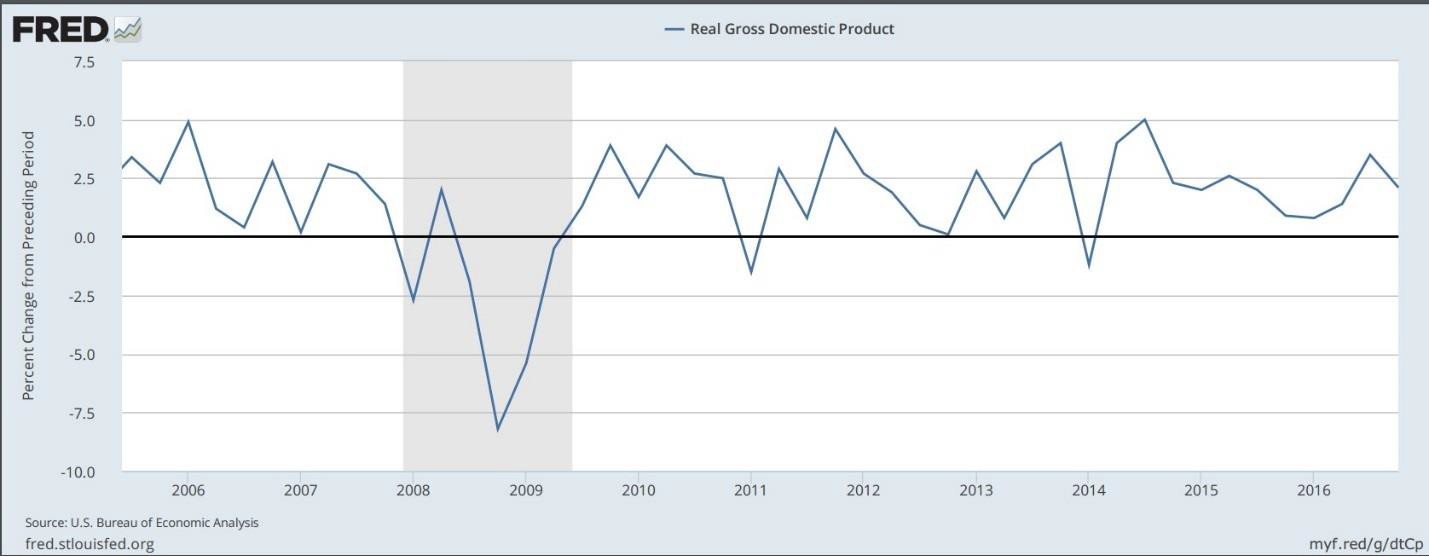 FRED
Real Gross Domestic Product
Percent Change from Preceding Period
7.5
5.0
2.5
0.0
-2.5
-5.0
-7.5
-10.0
2006 2007 2008 2009 2010 2011 2012 2013 2014 2015 2016
Source: U.S. Bureau of Economic Analysis
fred.stlouisfed.org myf.red/g/dtCp